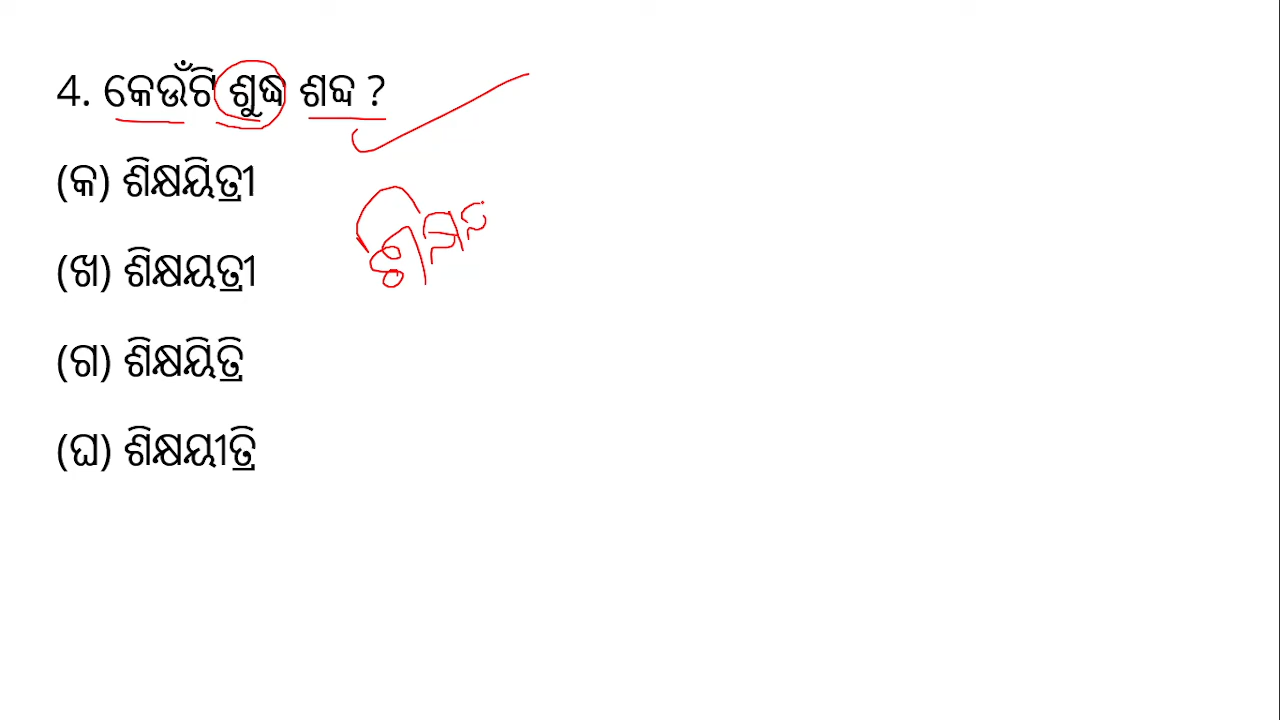 4. କେଉଁଟି ଶୁଦ୍ଧ ଶବ୍ଦ ?
(କ) ଶିକ୍ଷୟିତ୍ରୀ
(ଖ) ଶିକ୍ଷୟତ୍ରୀ
(ଗ) ଶିକ୍ଷୟିତ୍ରି
(ଘ) ଶିକ୍ଷୟୀତ୍ରି